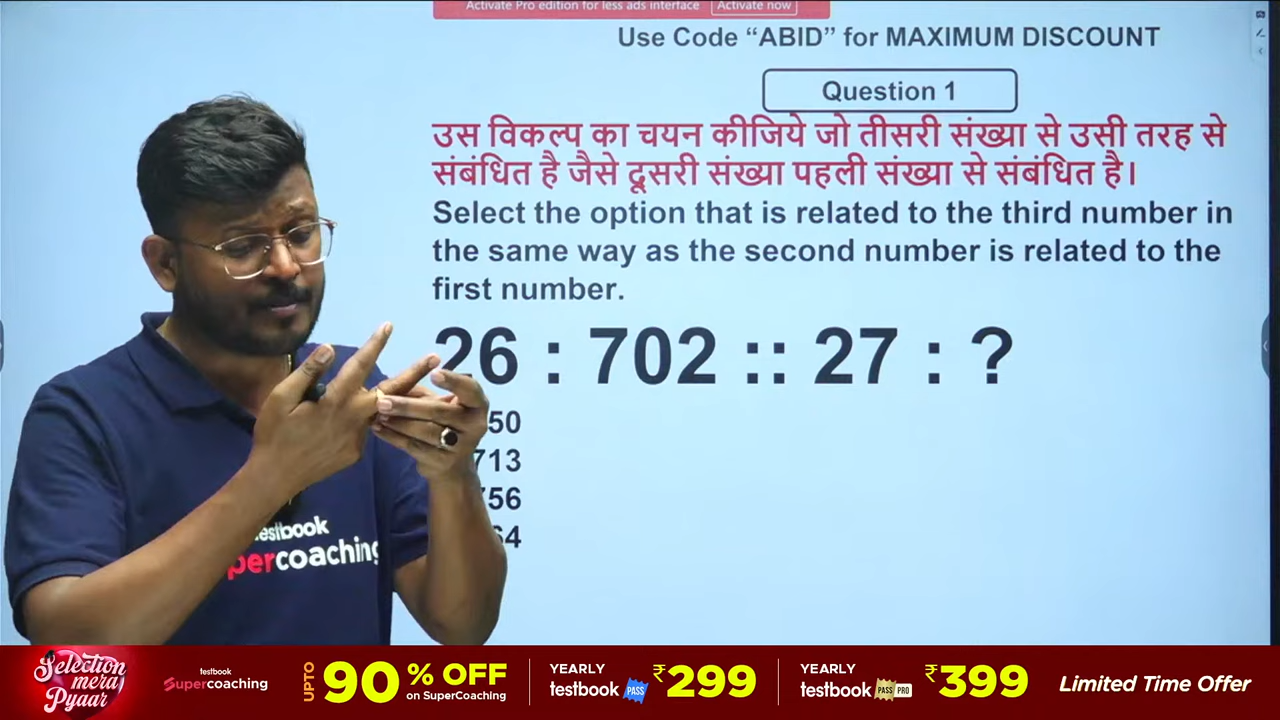 Activate Pro edition for less ads interface Activate now
Use Code “ABID” for MAXIMUM DISCOUNT
Question 1
उस विकल्प का चयन कीजिये जो तीसरी संख्या से उसी तरह से
संबंधित है जैसे दूसरी संख्या पहली संख्या से संबंधित है।
Select the option that is related to the third number in
the same way as the second number is related to the
first number.
26 : 702 :: 27 : ?
50
713
756
64
testbook
percoaching
Selection
mera
Pyaar
testbook
Supercoaching
UPTO 90% OFF
on SuperCoaching
YEARLY
testbook PASS
₹299
YEARLY
testbook PASS PRO
₹399
Limited Time Offer